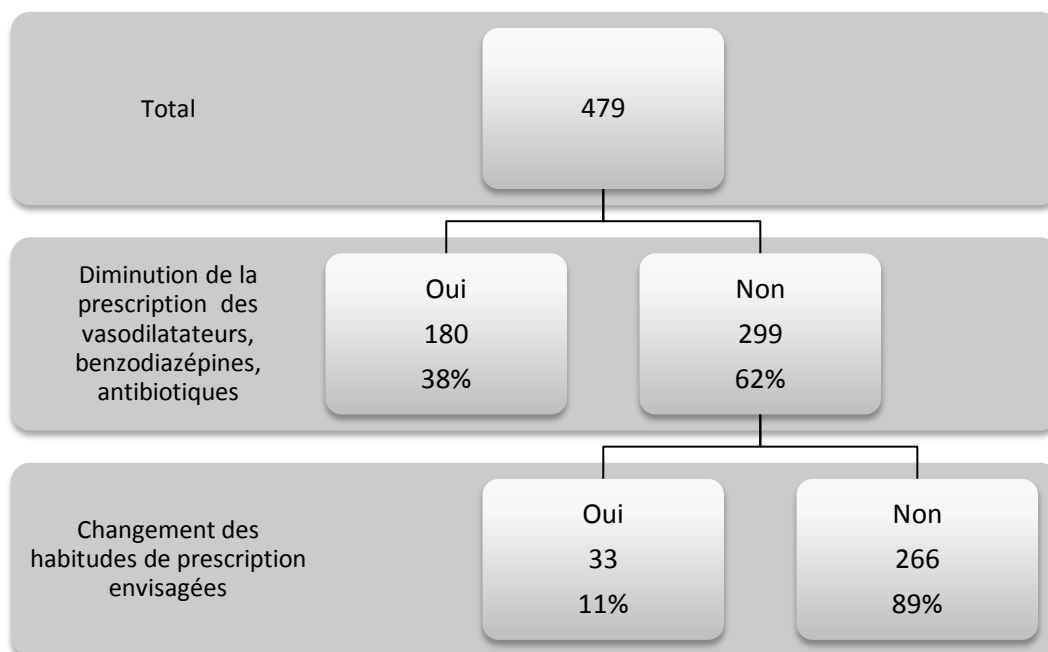 Total
479
Diminution de la
prescription des
vasodilatateurs,
benzodiazépines,
antibiotiques
Oui
180
38%
Non
299
62%
Changement des
habitudes de prescription
envisagées
Oui
33
11%
Non
266
89%